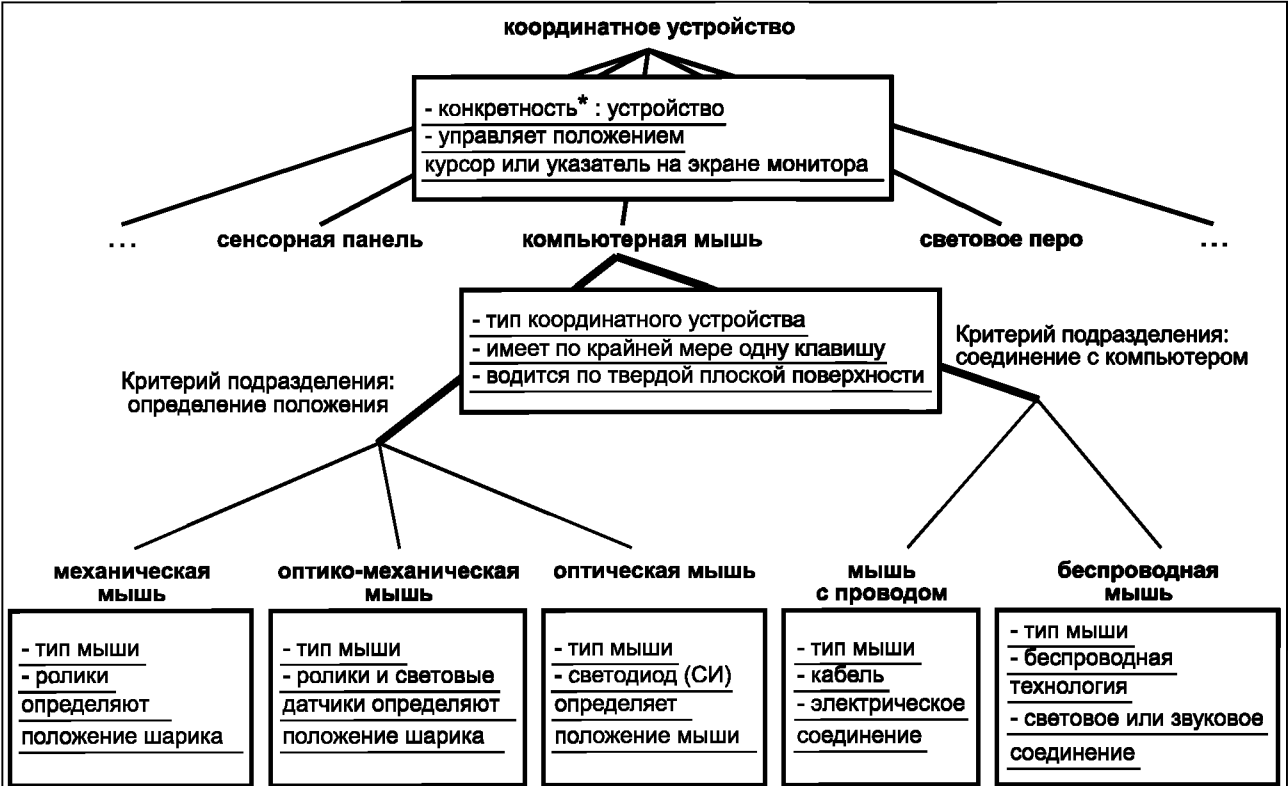 координатное устройство
- конкретность* : устройство
- управляет положением
курсор или указатель на экране монитора
...
сенсорная панель
компьютерная мышь
световое перо
...
- тип координатного устройства
- имеет по крайней мере одну клавишу
- водится по твердой плоской поверхности
Критерий подразделения:
соединение с компьютером
Критерий подразделения:
определение положения
механическая
мышь
- тип мыши
- ролики
определяют
положение шарика
оптико-механическая
мышь
- тип мыши
- ролики и световые
датчики определяют
положение шарика
оптическая мышь
- тип мыши
- светодиод (СИ)
определяет
положение мыши
мышь
с проводом
- тип мыши
- кабель
- электрическое
соединение
беспроводная
мышь
- тип мыши
- беспроводная
технология
- световое или звуковое
соединение